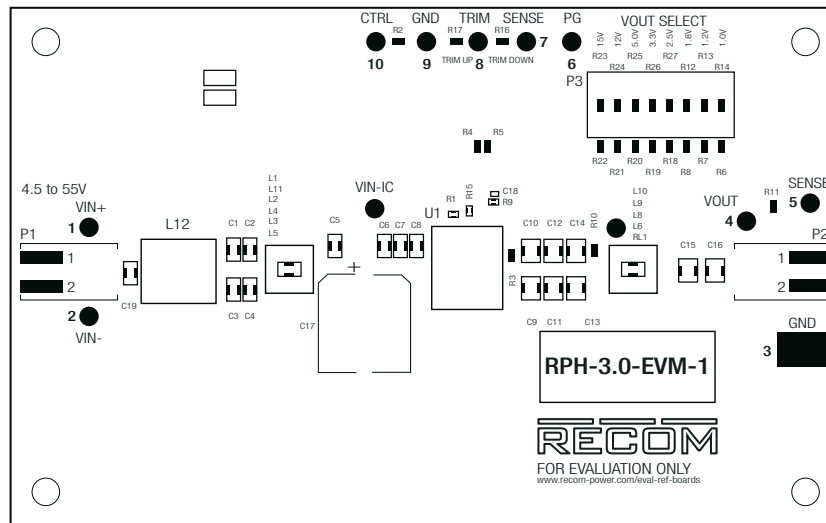 CTRL GND TRIM SENSE PG VOUT SELECT
R2 R17 R16
15V 12V 5.0V 3.3V 2.5V 1.8V 1.2V 1.0V
10 9 8 7 6
TRIM UP TRIM DOWN
R23 R25 R27 R13
R24 R26 R12 R14
P3
R4 R5
R22 R20 R18 R7
R21 R19 R8 R6
4.5 to 55V
VIN+
1
P1
1
2
2
VIN-
C19
L12
C1 C2
C3 C4
L1
L11
L2
L4
L3
L5
C5
VIN-IC
+
C17
C6 C7 C8
U1
R1 R15
C18
R9
R3
C10 C12 C14
R10
C9 C11 C13
L10
L9
L8
L6
RL1
C15 C16
VOUT
4
R11
SENSE
5
P2
1
2
GND
3
RPH-3.0-EVM-1
RECOM
FOR EVALUATION ONLY
www.recom-power.com/eval-ref-boards